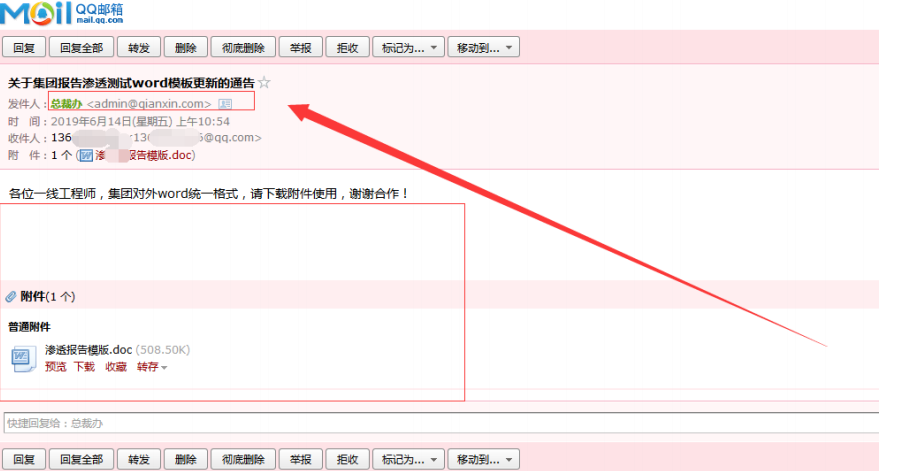 Mail QQ邮箱
mail.qq.com
回复 回复全部 转发 删除 彻底删除 举报 拒收 标记为... 移动到...
关于集团报告渗透测试word模板更新的通告☆
发件人：总裁办 <admin@qianxin.com>
时 间：2019年6月14日(星期五) 上午10:54
收件人：136 13 6@qq.com>
附 件：1 个 (渗 报告模版.doc)
各位一线工程师，集团对外word统一格式，请下载附件使用，谢谢合作！
附件(1 个)
普通附件
渗透报告模版.doc (508.50K)
预览 下载 收藏 转存
快捷回复给：总裁办
回复 回复全部 转发 删除 彻底删除 举报 拒收 标记为... 移动到...